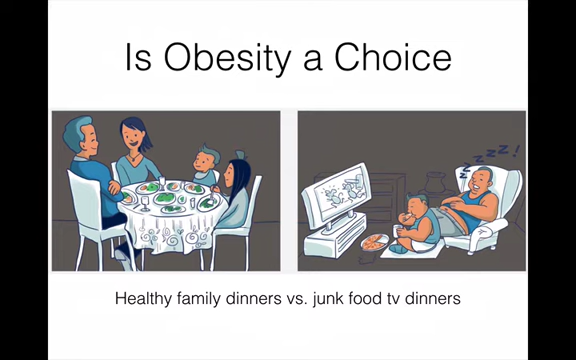 Is Obesity a Choice
z z z z z !
Healthy family dinners vs. junk food tv dinners